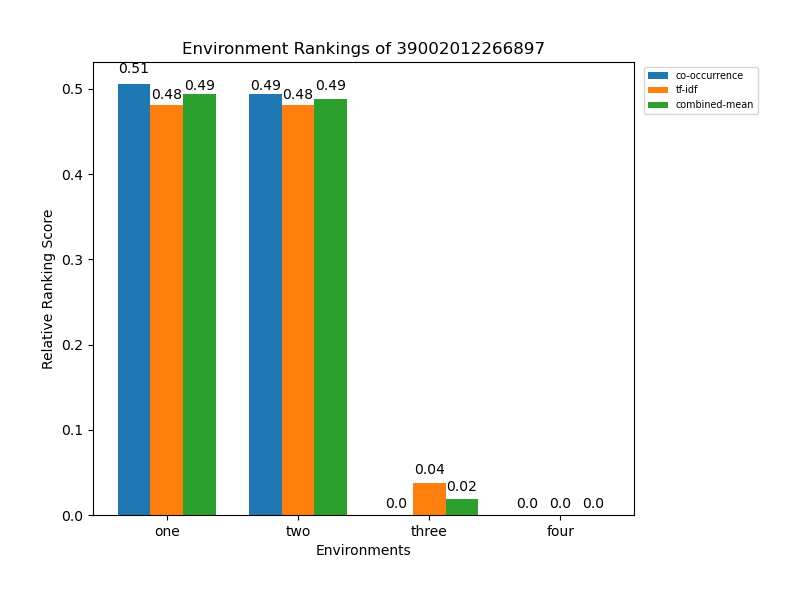 Environment Rankings of 39002012266897
co-occurrence
tf-idf
combined-mean
0.51
0.48
0.49
0.49
0.48
0.49
0.0
0.04
0.02
0.0
0.0
0.0
0.5
0.4
0.3
0.2
0.1
0.0
Relative Ranking Score
one
two
three
four
Environments